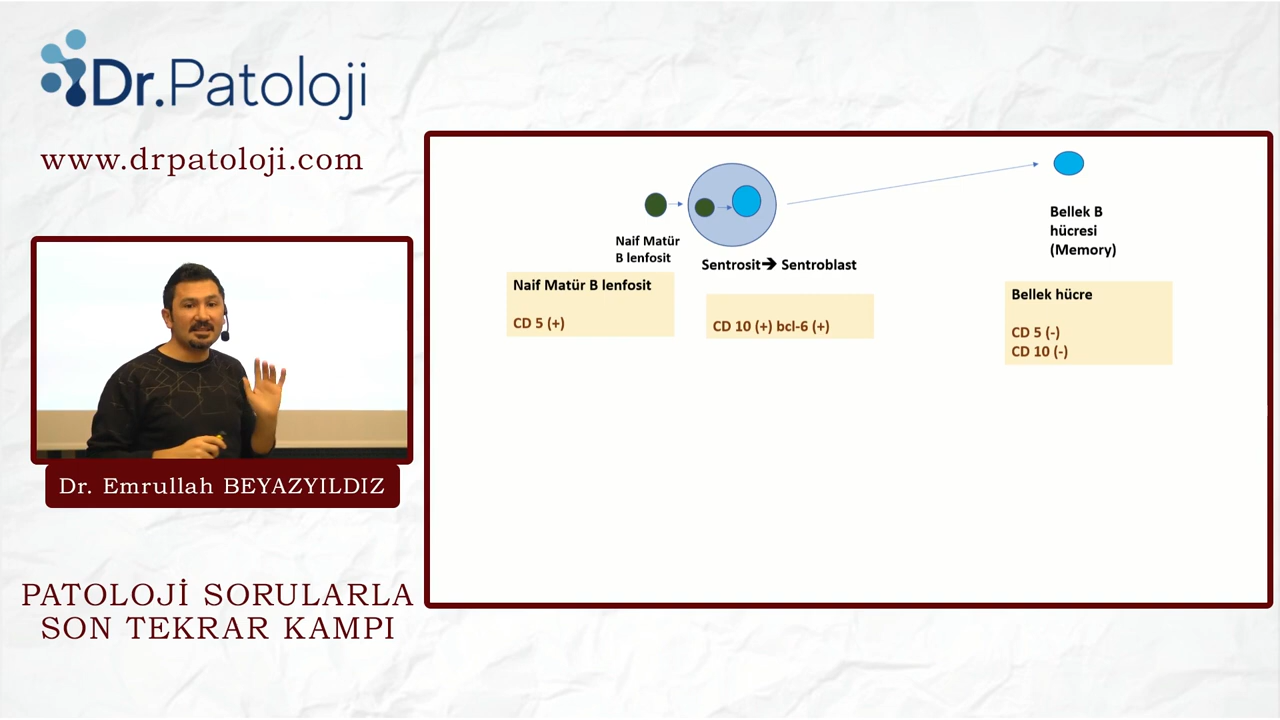 Dr.Patoloji
www.drpatoloji.com
Dr. Emrullah BEYAZYILDIZ
PATOLOJİ SORULARLA
SON TEKRAR KAMPI
Naif Matür
B lenfosit
Sentrosit➔ Sentroblast
Bellek B
hücresi
(Memory)
Naif Matür B lenfosit
CD 5 (+)
CD 10 (+) bcl-6 (+)
Bellek hücre
CD 5 (-)
CD 10 (-)